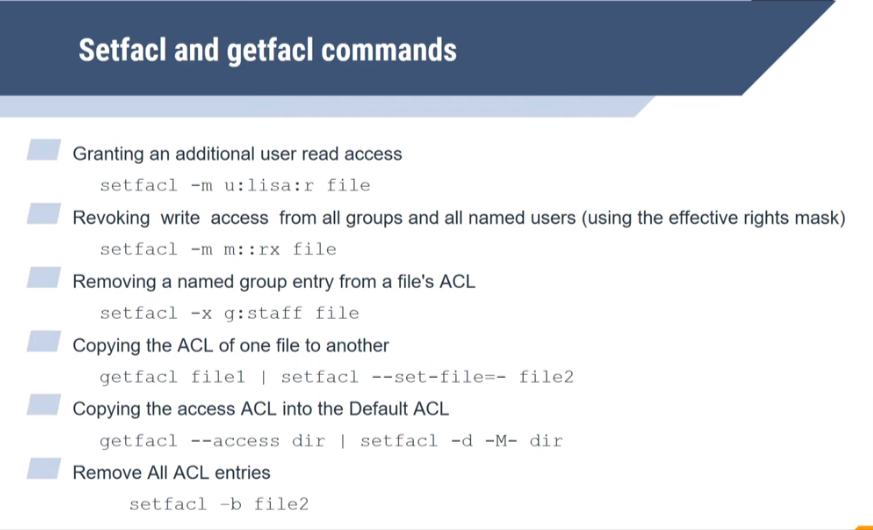 Setfacl and getfacl commands
Granting an additional user read access
setfacl -m u:lisa:r file
Revoking write access from all groups and all named users (using the effective rights mask)
setfacl -m m::rx file
Removing a named group entry from a file's ACL
setfacl -x g:staff file
Copying the ACL of one file to another
getfacl file1 | setfacl --set-file=- file2
Copying the access ACL into the Default ACL
getfacl --access dir | setfacl -d -M- dir
Remove All ACL entries
setfacl –b file2